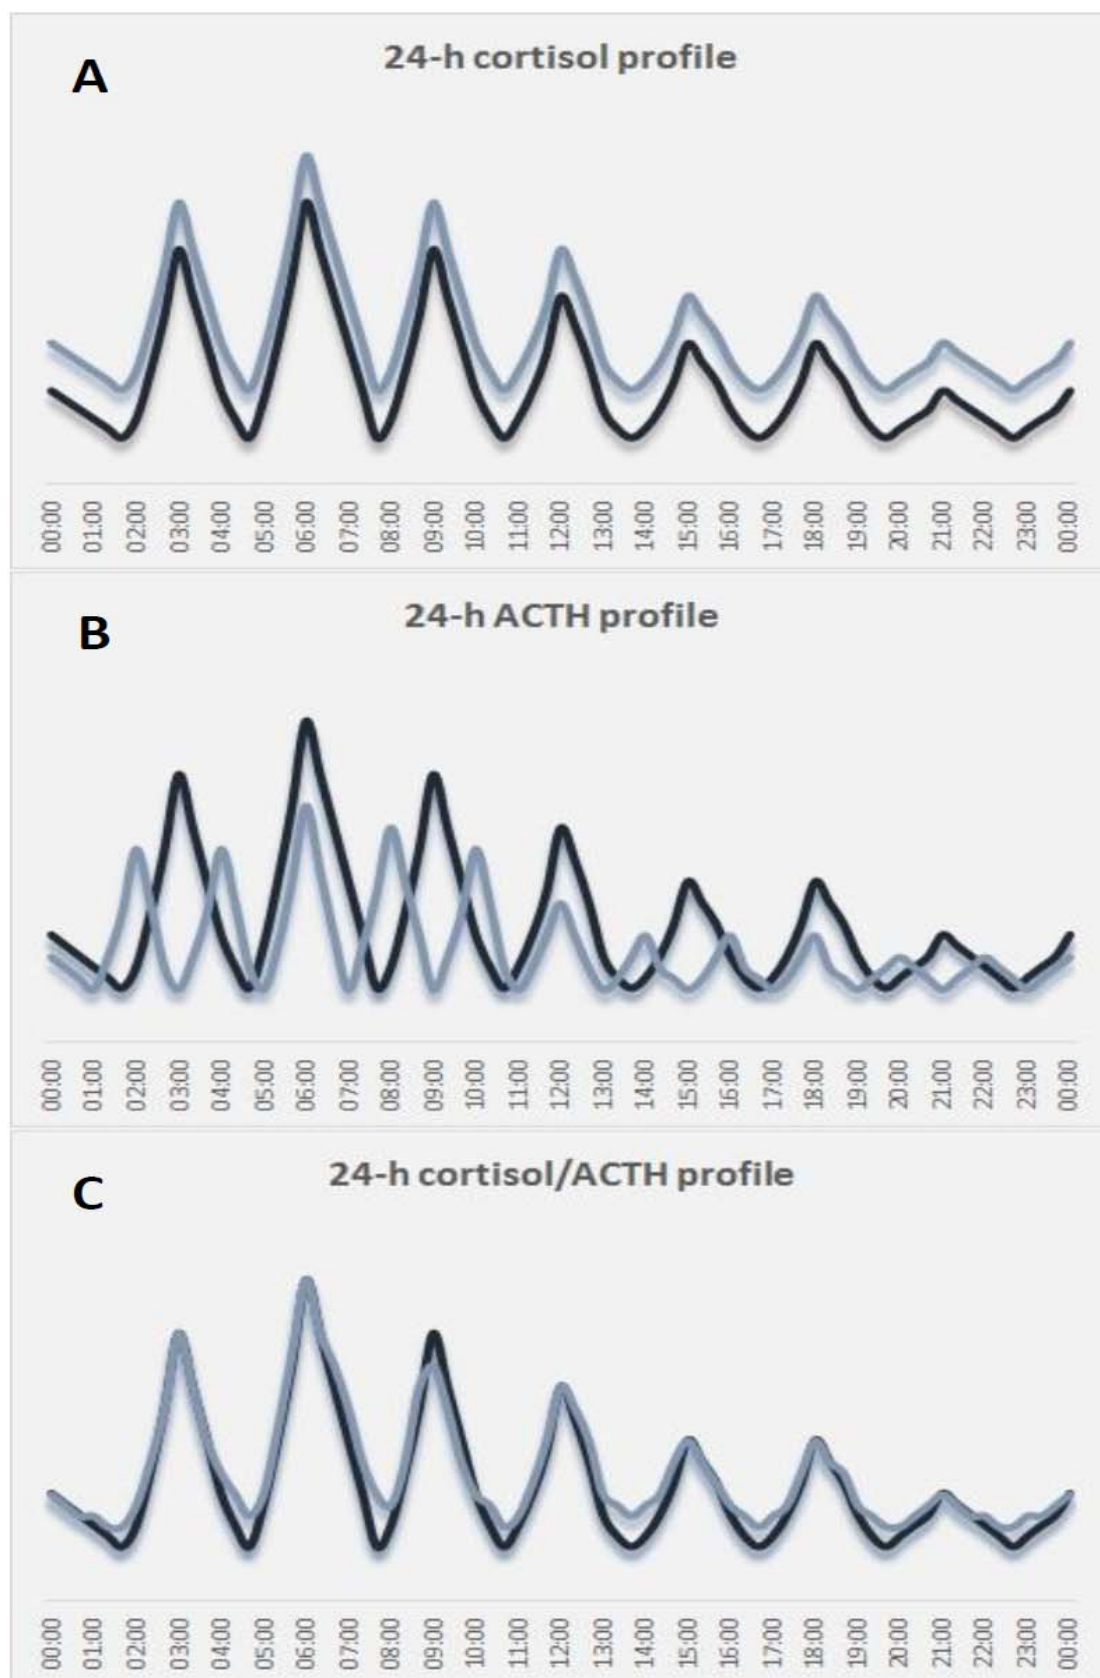 A
24-h cortisol profile
00:00 01:00 02:00 03:00 04:00 05:00 06:00 07:00 08:00 09:00 10:00 11:00 12:00 13:00 14:00 15:00 16:00 17:00 18:00 19:00 20:00 21:00 22:00 23:00 00:00
B
24-h ACTH profile
00:00 01:00 02:00 03:00 04:00 05:00 06:00 07:00 08:00 09:00 10:00 11:00 12:00 13:00 14:00 15:00 16:00 17:00 18:00 19:00 20:00 21:00 22:00 23:00 00:00
C
24-h cortisol/ACTH profile
00:00 01:00 02:00 03:00 04:00 05:00 06:00 07:00 08:00 09:00 10:00 11:00 12:00 13:00 14:00 15:00 16:00 17:00 18:00 19:00 20:00 21:00 22:00 23:00 00:00